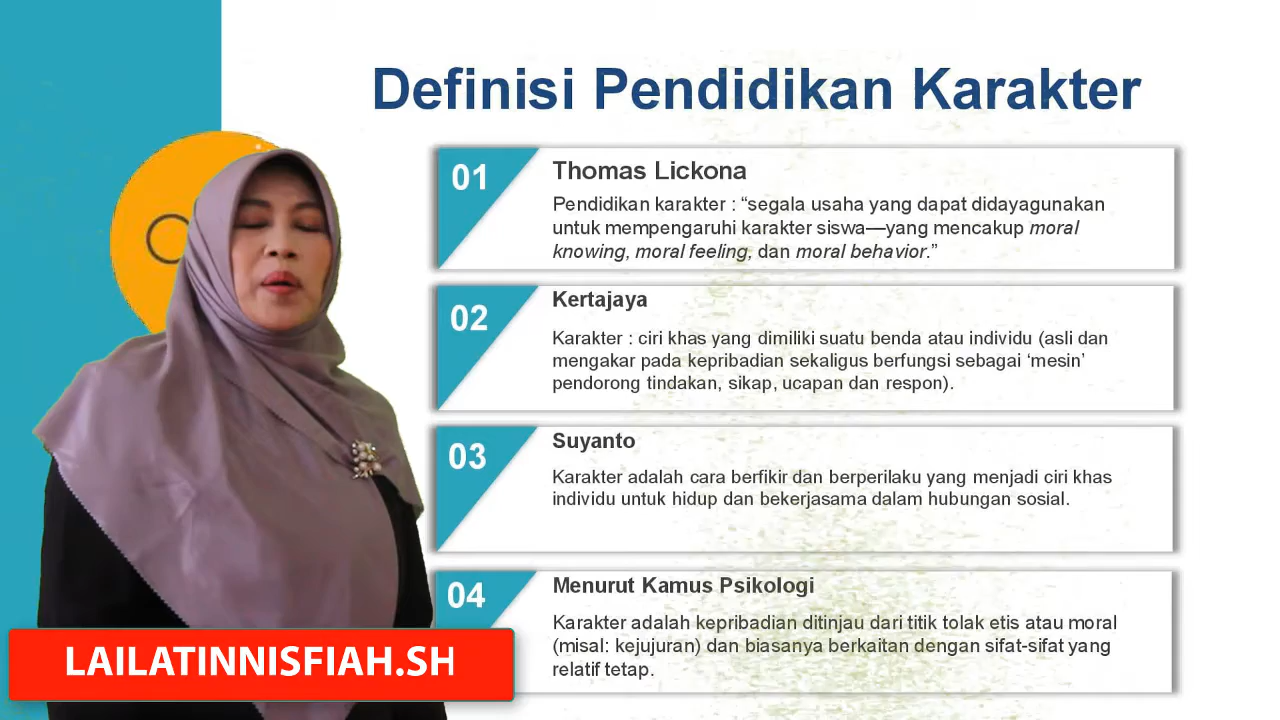 Definisi Pendidikan Karakter
01
Thomas Lickona
Pendidikan karakter : “segala usaha yang dapat didayagunakan
untuk mempengaruhi karakter siswa—yang mencakup moral
knowing, moral feeling, dan moral behavior.”
02
Kertajaya
Karakter : ciri khas yang dimiliki suatu benda atau individu (asli dan
mengakar pada kepribadian sekaligus berfungsi sebagai ‘mesin’
pendorong tindakan, sikap, ucapan dan respon).
03
Suyanto
Karakter adalah cara berfikir dan berperilaku yang menjadi ciri khas
individu untuk hidup dan bekerjasama dalam hubungan sosial.
04
Menurut Kamus Psikologi
Karakter adalah kepribadian ditinjau dari titik tolak etis atau moral
(misal: kejujuran) dan biasanya berkaitan dengan sifat-sifat yang
relatif tetap.
LAILATINNISFIAH.SH